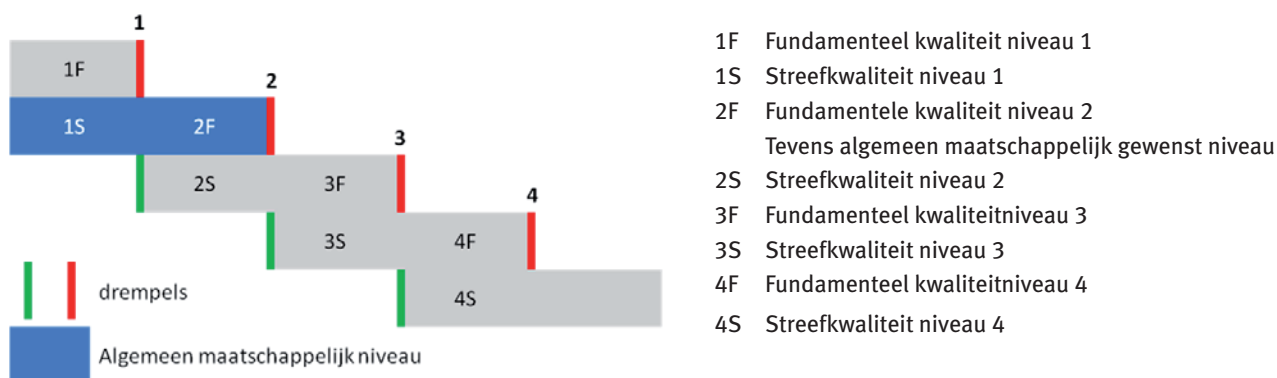 1
1F
2
1S 2F
3
2S 3F
4
3S 4F
4S
drempels
Algemeen maatschappelijk niveau
1F Fundamenteel kwaliteit niveau 1
1S Streefkwaliteit niveau 1
2F Fundamentele kwaliteit niveau 2
Tevens algemeen maatschappelijk gewenst niveau
2S Streefkwaliteit niveau 2
3F Fundamenteel kwaliteitniveau 3
3S Streefkwaliteit niveau 3
4F Fundamenteel kwaliteitniveau 4
4S Streefkwaliteit niveau 4